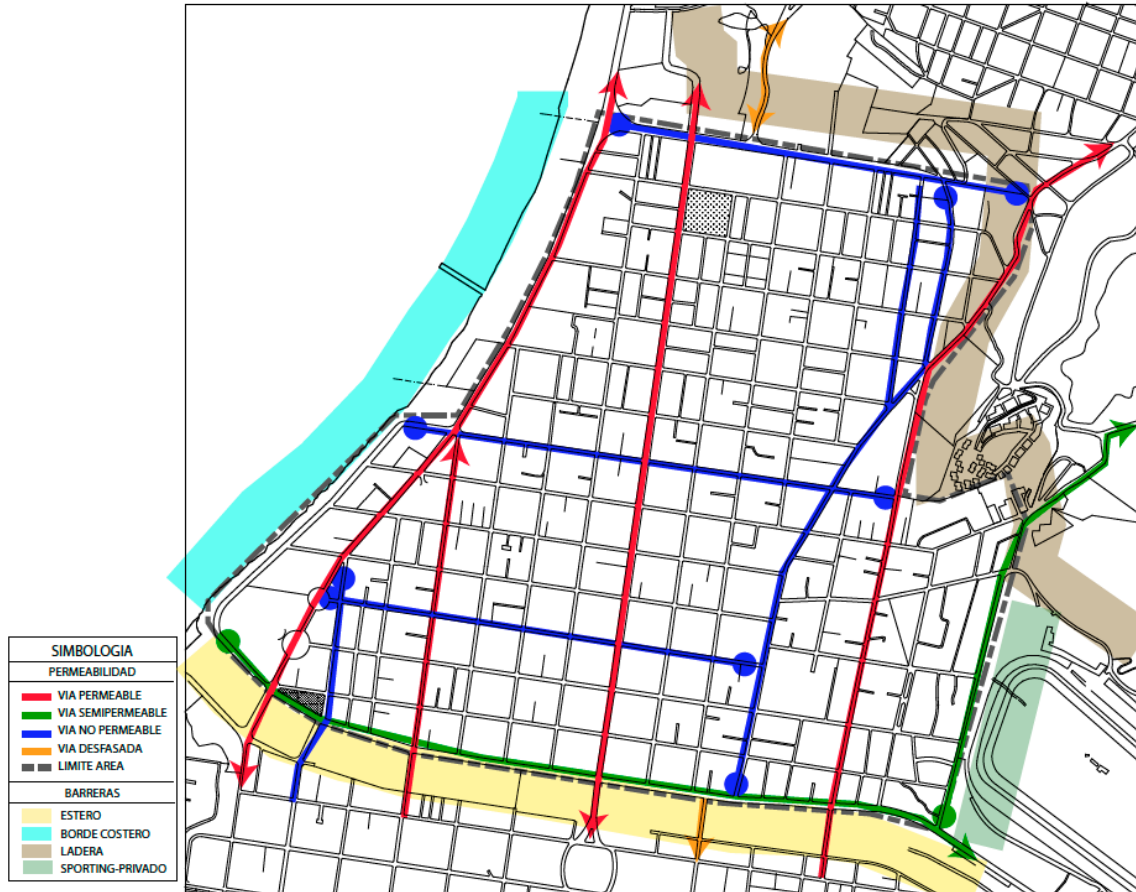 SIMBOLOGIA
PERMEABILIDAD
VIA PERMEABLE
VIA SEMIPERMEABLE
VIA NO PERMEABLE
VIA DESFASADA
LIMITE AREA
BARRERAS
ESTERO
BORDE COSTERO
LADERA
SPORTING-PRIVADO